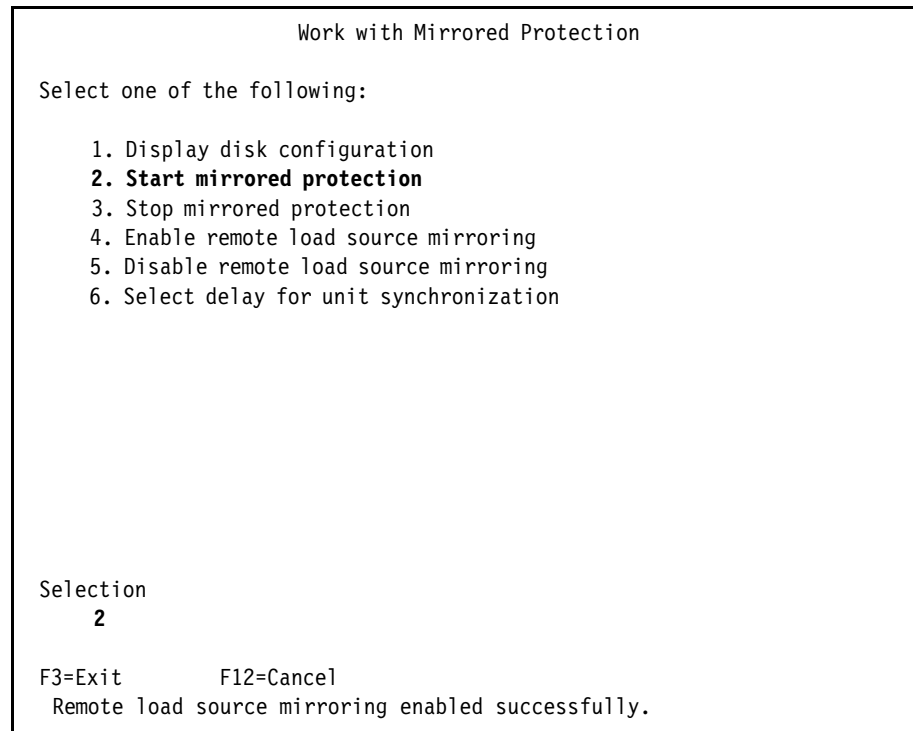 Work with Mirrored Protection
Select one of the following:
1. Display disk configuration
2. Start mirrored protection
3. Stop mirrored protection
4. Enable remote load source mirroring
5. Disable remote load source mirroring
6. Select delay for unit synchronization
Selection
2
F3=Exit F12=Cancel
Remote load source mirroring enabled successfully.